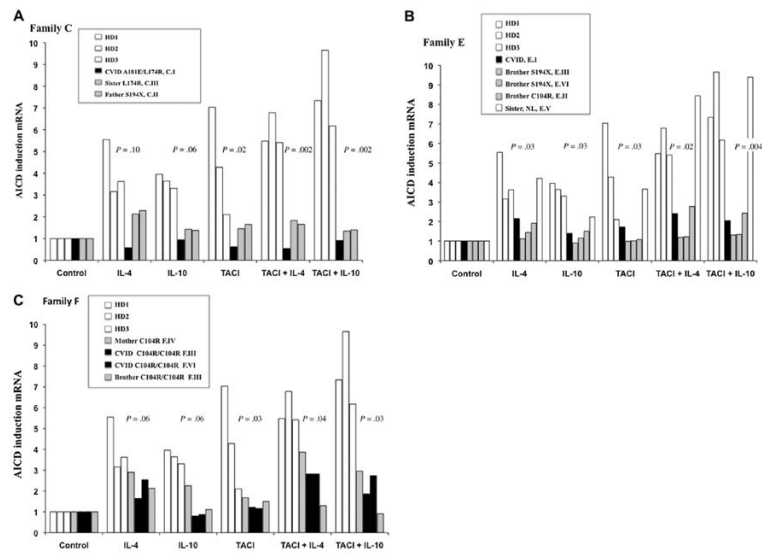 A
Family C
HD1
HD2
HD3
CVID A181E/L174R, C.I
Sister L174R, C.III
Father S194X, C.II
AICD induction mRNA
10
9
8
7
6
5
4
3
2
1
0
P = .10
P = .06
P = .02
P = .002
P = .002
Control
IL-4
IL-10
TACI
TACI + IL-4
TACI + IL-10
B
Family E
HD1
HD2
HD3
CVID, E.I
Brother S194X, E.III
Brother S194X, E.VI
Brother C104R, E.II
Sister, NL, E.V
AICD induction mRNA
10
9
8
7
6
5
4
3
2
1
0
P = .03
P = .03
P = .03
P = .02
P = .004
Control
IL-4
IL-10
TACI
TACI + IL-4
TACI + IL-10
C
Family F
HD1
HD2
HD3
Mother C104R F.IV
CVID C104R/C104R F.III
CVID C104R/C104R F.VI
Brother C104R/C104R F.III
AICD induction mRNA
10
9
8
7
6
5
4
3
2
1
0
P = .06
P = .06
P = .03
P = .04
P = .03
Control
IL-4
IL-10
TACI
TACI + IL-4
TACI + IL-10